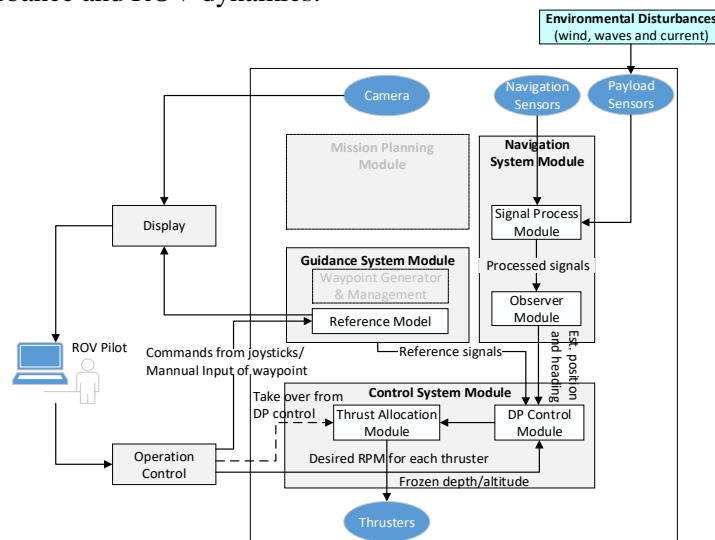 bance and ROV dynamics.
Environmental Disturbances
(wind, waves and current)
Camera
Navigation
Sensors
Payload
Sensors
Mission Planning
Module
Navigation
System Module
Signal Process
Module
Display
Processed signals
Guidance System Module
Waypoint Generator
& Management
Reference Model
Observer
Module
ROV Pilot
Commands from joysticks/
Mannual Input of waypoint
Reference signals
Est. position
and heading
Take over from
DP control
Control System Module
Thrust Allocation
Module
DP Control
Module
Operation
Control
Desired RPM for each thruster
Frozen depth/altitude
Thrusters